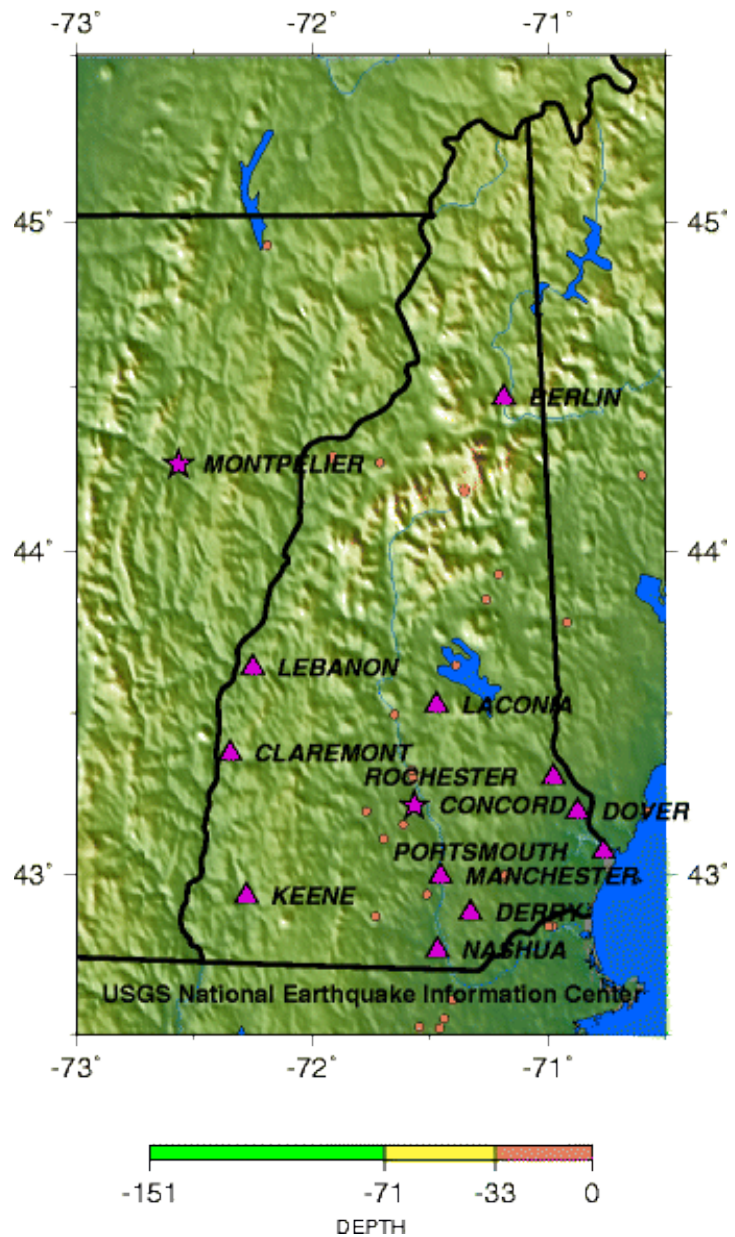 -73° -72° -71°
45° 45°
BERLIN
MONTPELIER
44° 44°
LEBANON
LACONIA
CLAREMONT
ROCHESTER
CONCORD
DOVER
PORTSMOUTH
43° 43°
MANCHESTER
KEENE
DERRY
NASHUA
USGS National Earthquake Information Center
-73° -72° -71°
-151 -71 -33 0
DEPTH